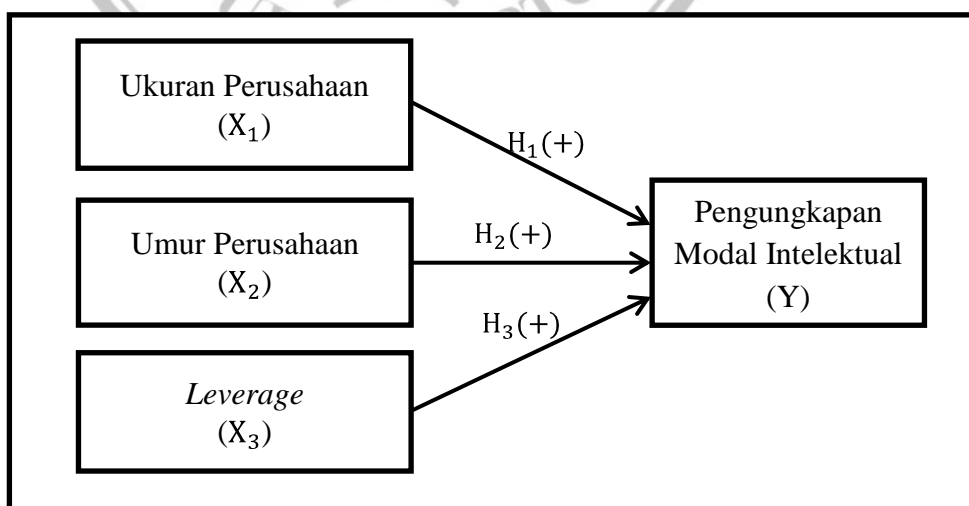 Ukuran Perusahaan
(X₁)
H₁(+)
Umur Perusahaan
(X₂)
H₂(+)
Leverage
(X₃)
H₃(+)
Pengungkapan
Modal Intelektual
(Y)